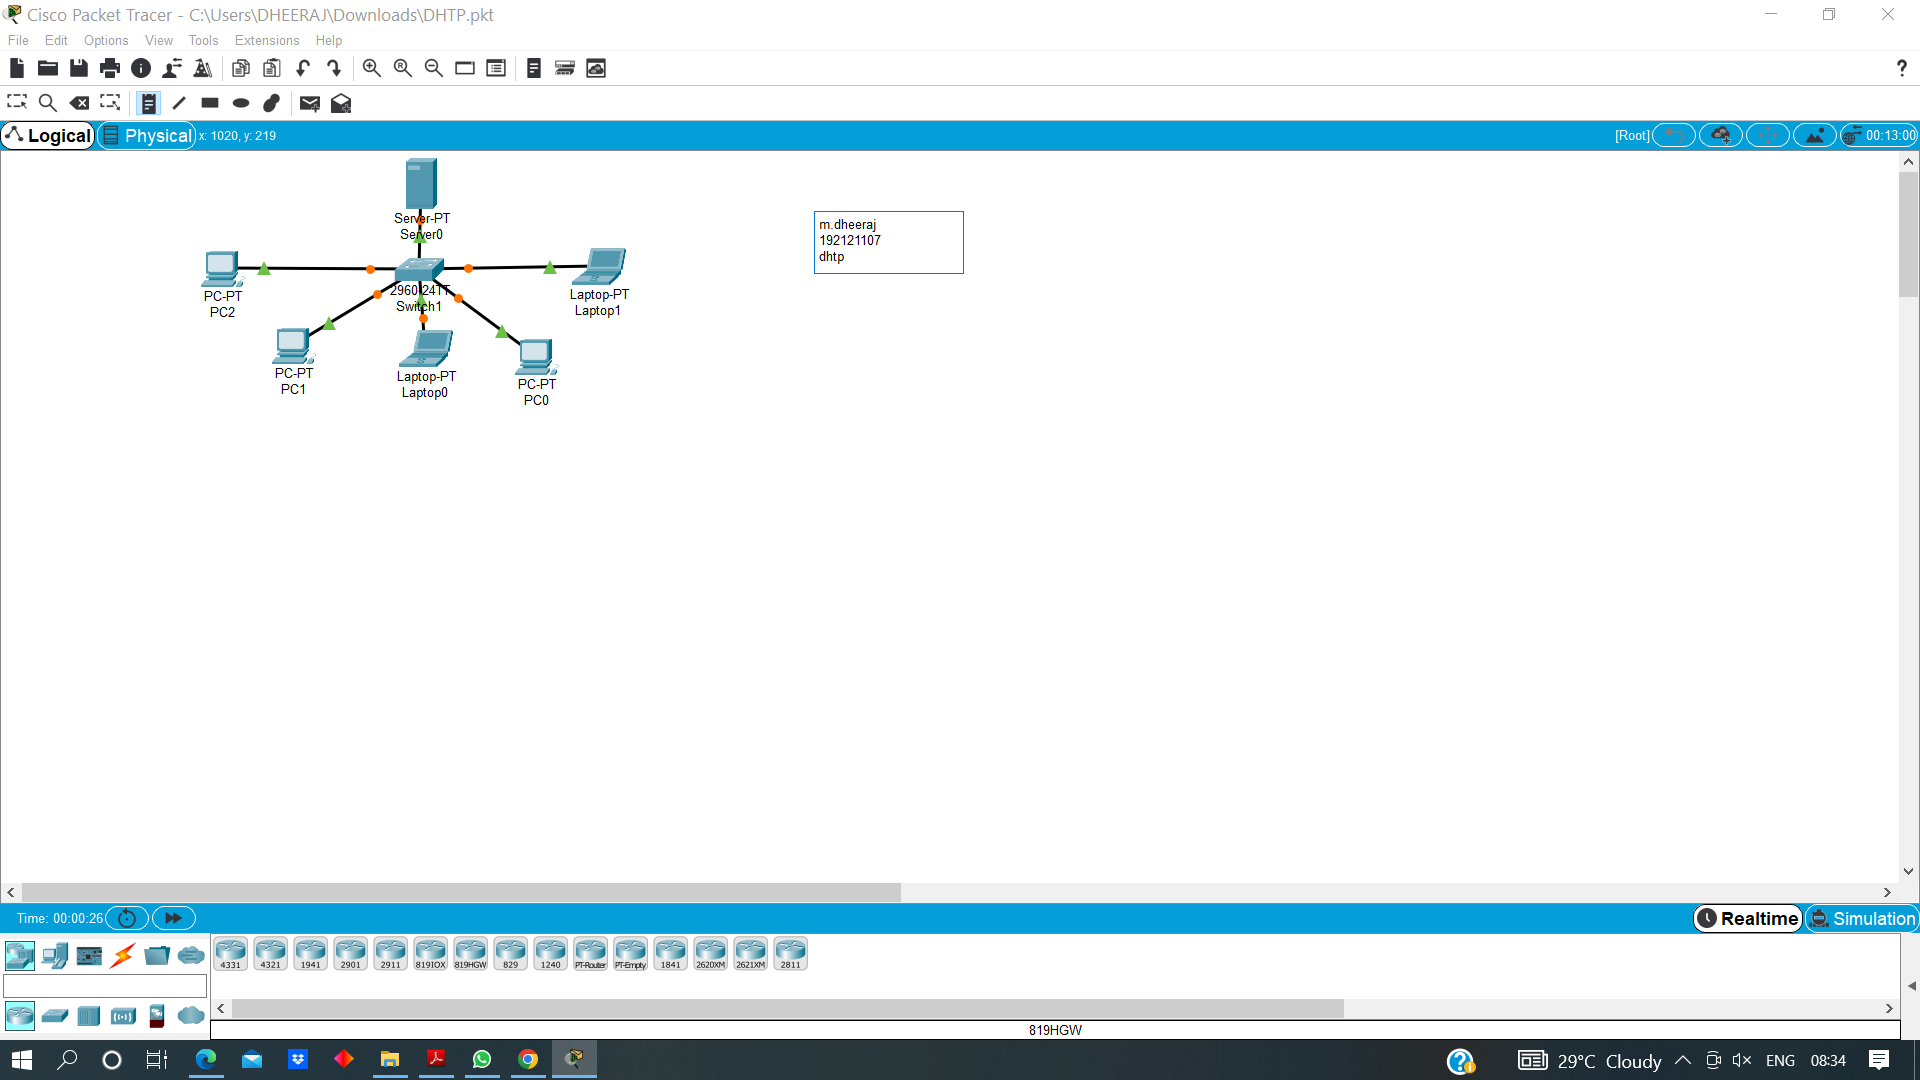 Cisco Packet Tracer - C:\Users\DHEERAJ\Downloads\DHTP.pkt
File Edit Options View Tools Extensions Help
?
Logical Physical x: 1020, y: 219 [Root] 00:13:00
Server-PT
Server0
m.dheeraj
192121107
dhtp
PC-PT
PC2
2960-24TT
Switch1
Laptop-PT
Laptop1
PC-PT
PC1
Laptop-PT
Laptop0
PC-PT
PC0
Time: 00:00:26 Realtime Simulation
4331 4321 1941 2901 2911 819IOX 819HGW 829 1240 PT-Router PT-Empty 1841 2620XM 2621XM 2811
819HGW
29°C Cloudy ENG 08:34